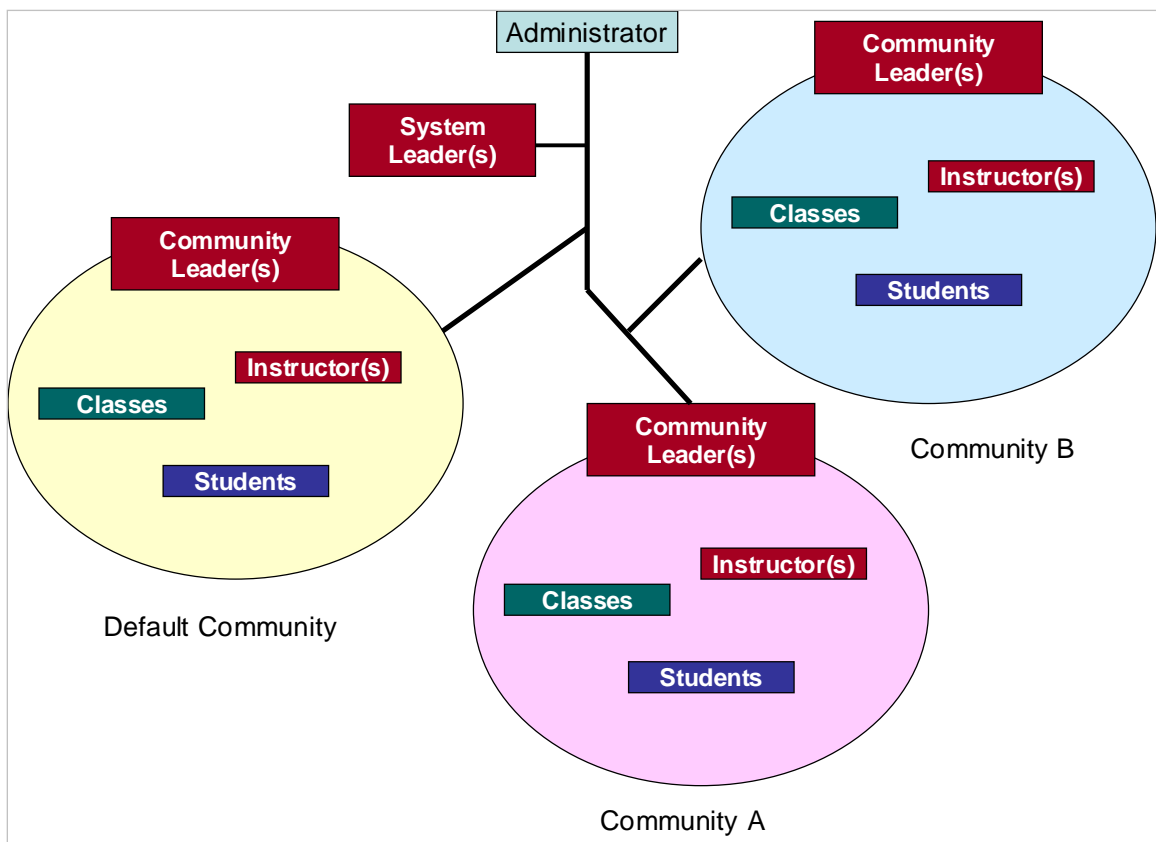 Administrator
Community
Leader(s)
System
Leader(s)
Instructor(s)
Classes
Students
Community
Leader(s)
Instructor(s)
Classes
Students
Default Community
Community
Leader(s)
Community B
Instructor(s)
Classes
Students
Community A